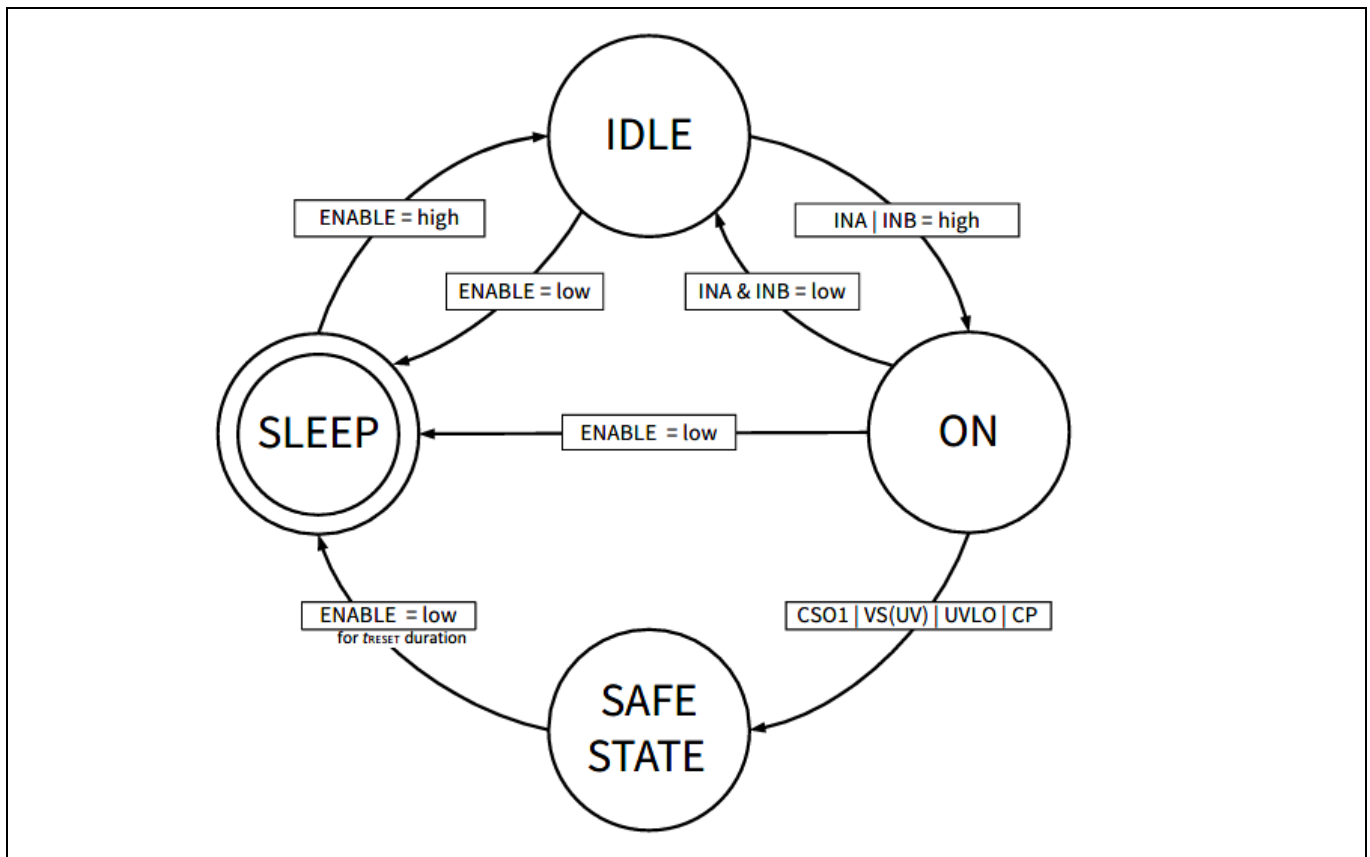 IDLE
ENABLE = high
INA | INB = high
ENABLE = low
INA & INB = low
SLEEP
ENABLE = low
ON
ENABLE = low
for tRESET duration
CSO1 | VS(UV) | UVLO | CP
SAFE
STATE